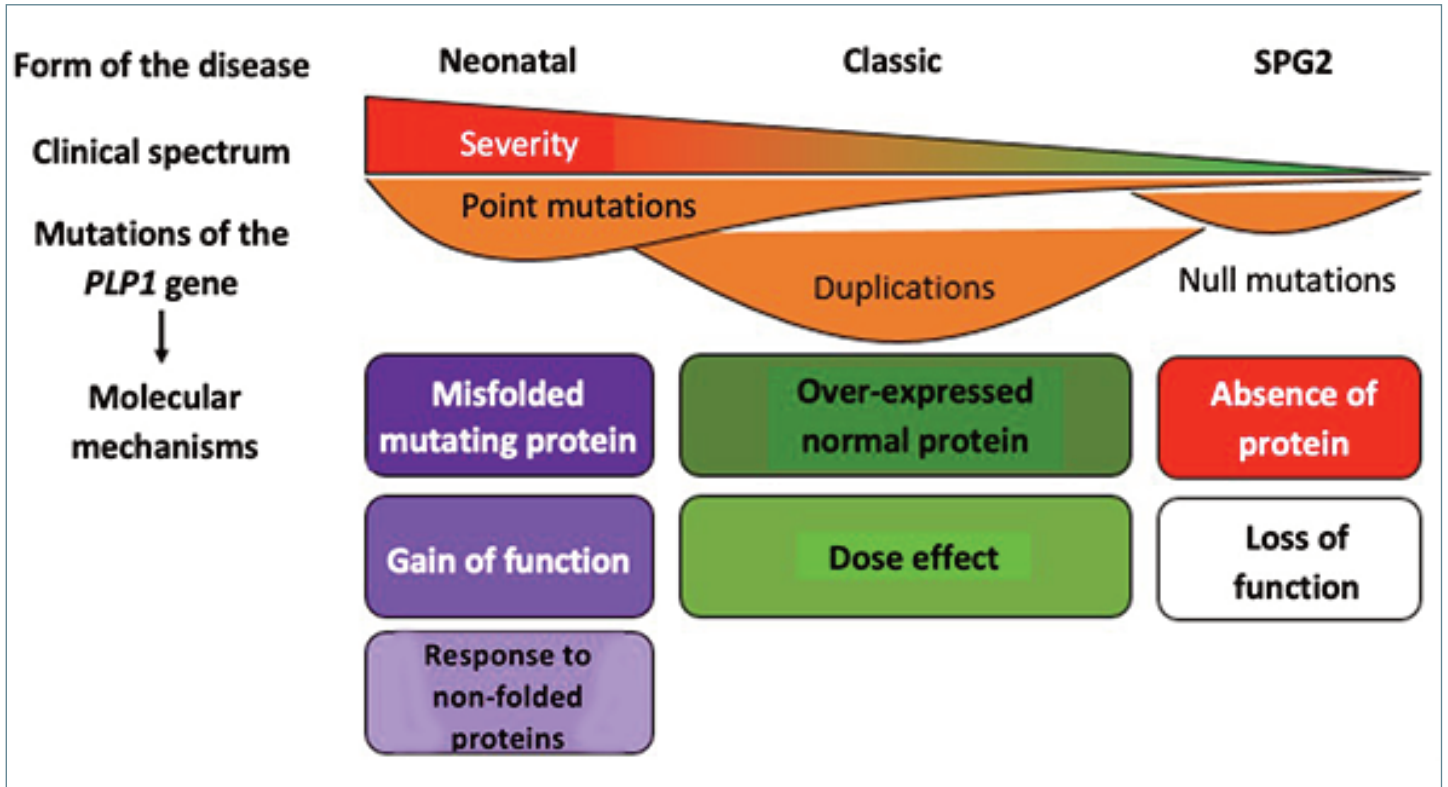 Form of the disease
Neonatal
Classic
SPG2
Clinical spectrum
Severity
Mutations of the
PLP1 gene
Point mutations
Duplications
Null mutations
Molecular
mechanisms
Misfolded
mutating protein
Over-expressed
normal protein
Absence of
protein
Gain of function
Dose effect
Loss of
function
Response to
non-folded
proteins